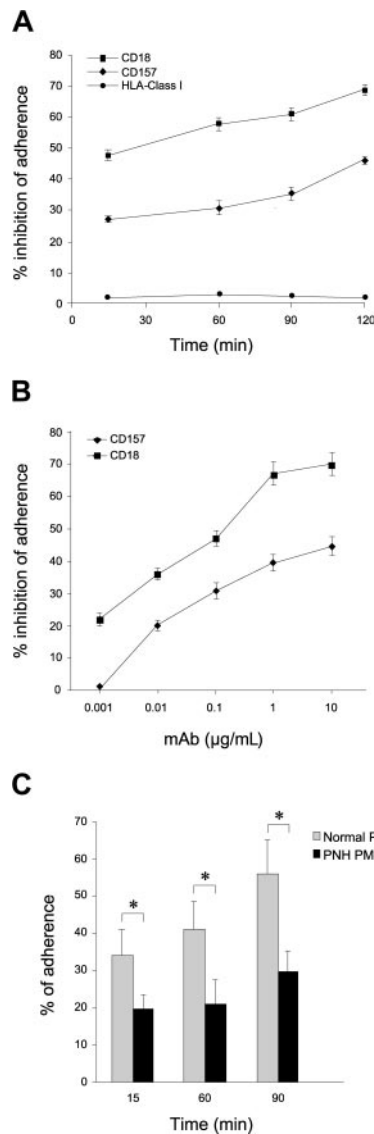 A
CD18
CD157
HLA-Class I
% inhibition of adherence
80
70
60
50
40
30
20
10
0
0 30 60 90 120
Time (min)
B
CD157
CD18
% inhibition of adherence
80
70
60
50
40
30
20
10
0
0.001 0.01 0.1 1 10
mAb (µg/mL)
C
Normal P
PNH PM
% of adherence
70
60
50
40
30
20
10
0
* * *
15 60 90
Time (min)